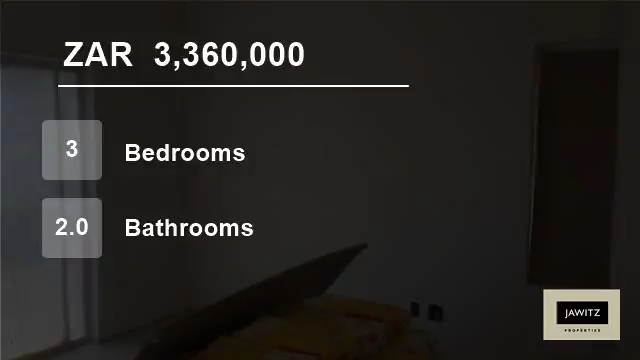 ZAR 3,360,000
3
Bedrooms
2.0
Bathrooms
JAWITZ
PROPERTIES